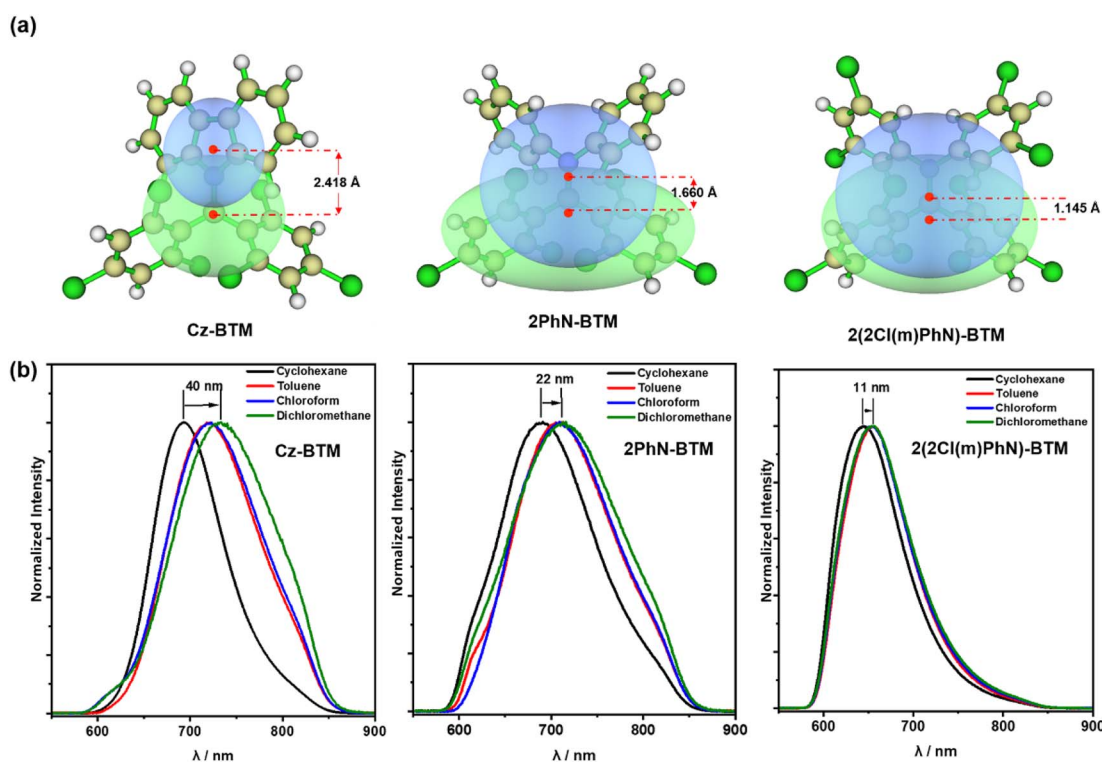 (a)
2.418 Å
1.660 Å
1.145 Å
Cz-BTM
2PhN-BTM
2(2Cl(m)PhN)-BTM
(b)
40 nm
Cyclohexane
Toluene
Chloroform
Dichloromethane
Cz-BTM
Normalized Intensity
600
700
800
900
λ / nm
22 nm
Cyclohexane
Toluene
Chloroform
Dichloromethane
2PhN-BTM
Normalized Intensity
600
700
800
900
λ / nm
11 nm
Cyclohexane
Toluene
Chloroform
Dichloromethane
2(2Cl(m)PhN)-BTM
Normalized Intensity
600
700
800
900
λ / nm